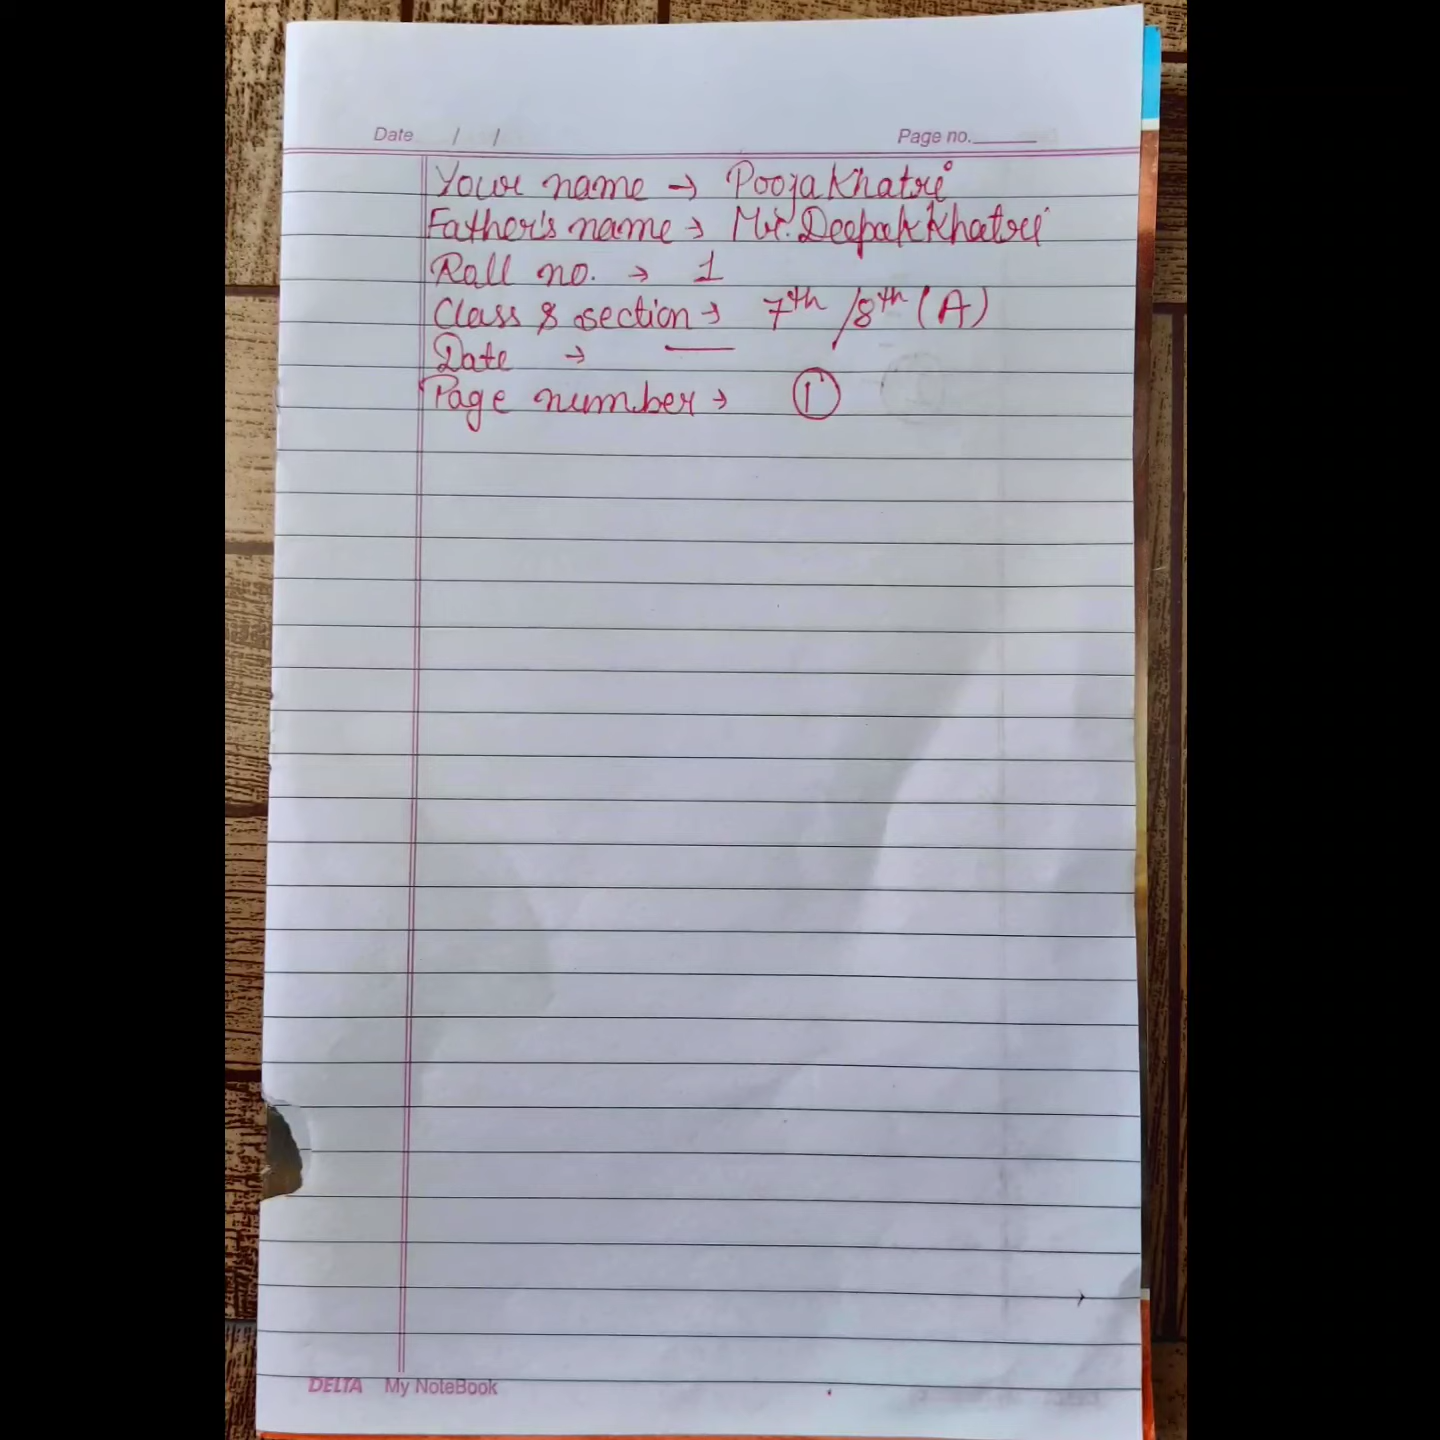 Date / /
Page no.
Your name → Pooja Khatri
Father's name → Mr. Deepak Khatri
Roll no. → 1
Class & section → 7th /8th (A)
Date → —
Page number → 1
DELTA My NoteBook